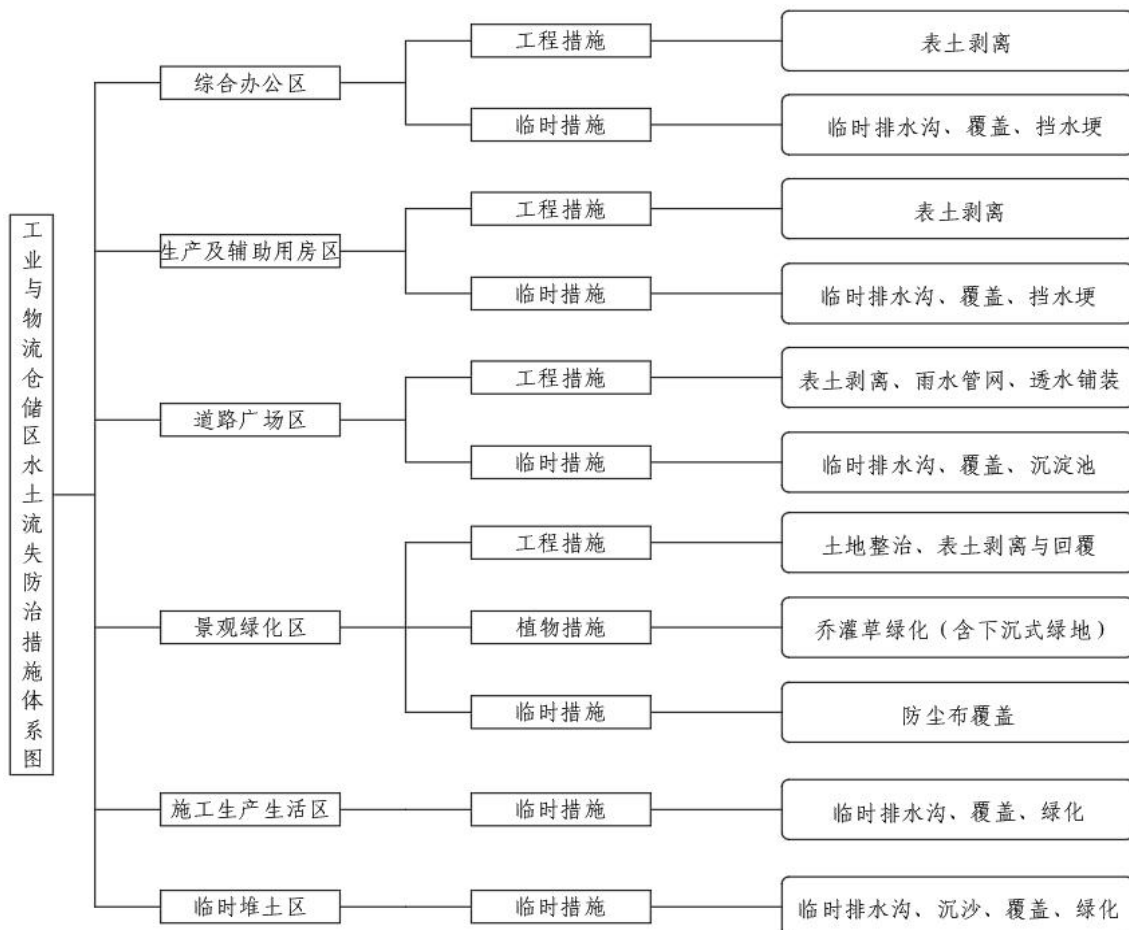 工业与物流仓储区水土流失防治措施体系图
综合办公区
工程措施
表土剥离
临时措施
临时排水沟、覆盖、挡水埂
生产及辅助用房区
工程措施
表土剥离
临时措施
临时排水沟、覆盖、挡水埂
道路广场区
工程措施
表土剥离、雨水管网、透水铺装
临时措施
临时排水沟、覆盖、沉淀池
景观绿化区
工程措施
土地整治、表土剥离与回覆
植物措施
乔灌草绿化（含下沉式绿地）
临时措施
防尘布覆盖
施工生产生活区
临时措施
临时排水沟、覆盖、绿化
临时堆土区
临时措施
临时排水沟、沉沙、覆盖、绿化